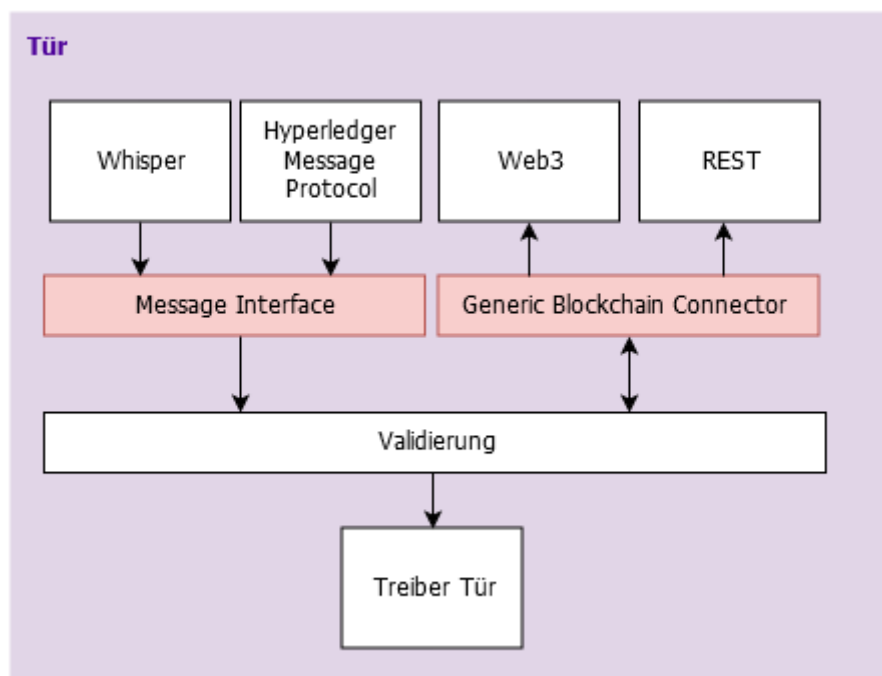 Tür
Whisper
Hyperledger
Message
Protocol
Web3
REST
Message Interface
Generic Blockchain Connector
Validierung
Treiber Tür